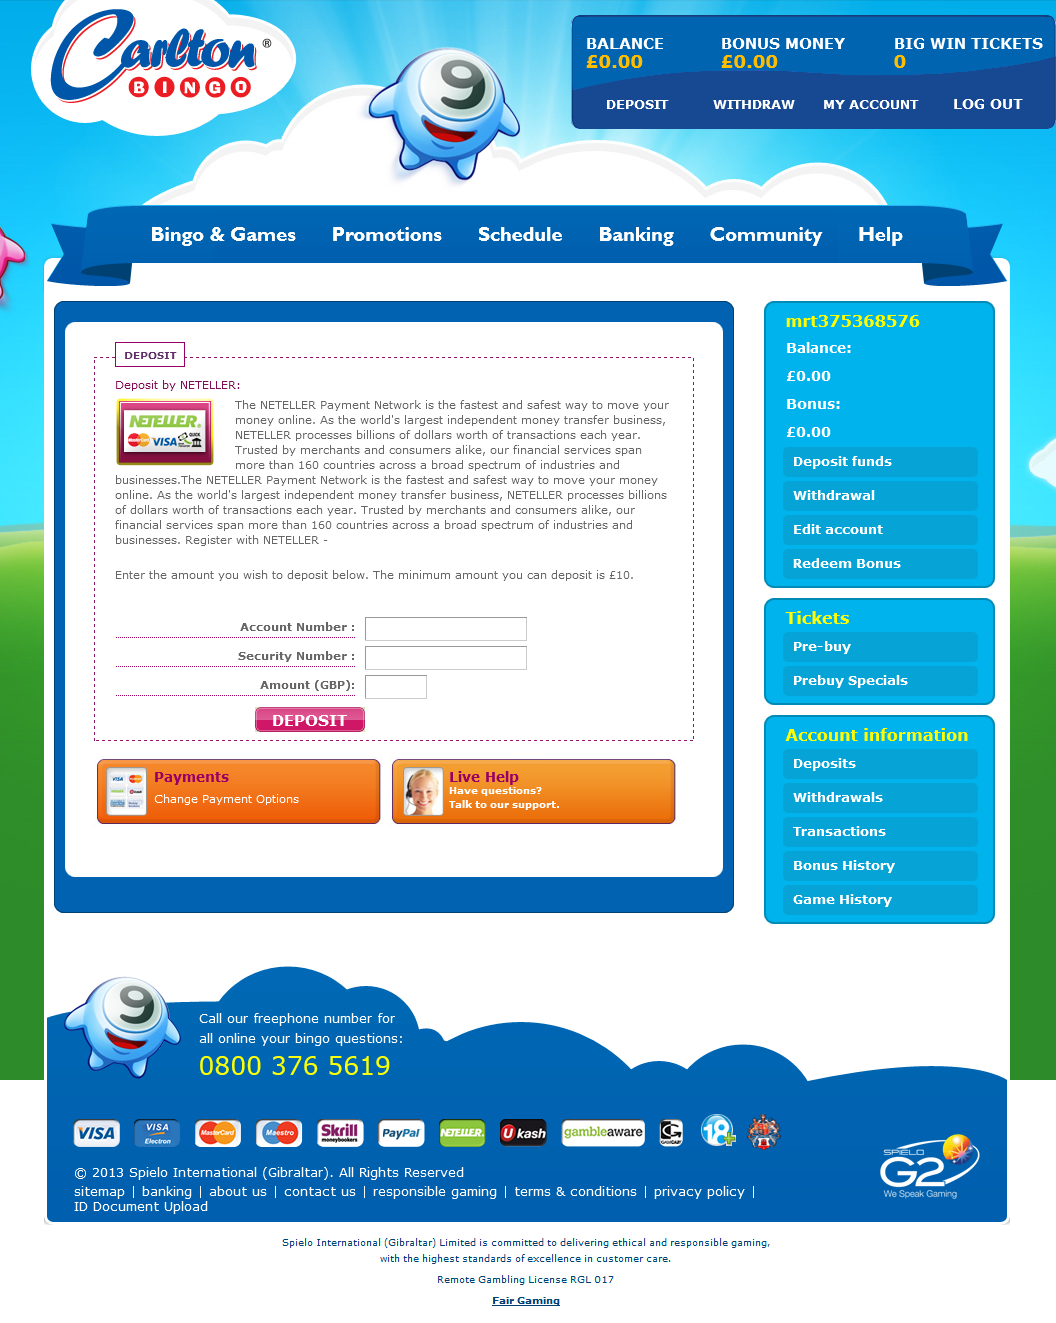 Carlton ®
BINGO
9
BALANCE
£0.00
BONUS MONEY
£0.00
BIG WIN TICKETS
0
DEPOSIT
WITHDRAW
MY ACCOUNT
LOG OUT
Bingo & Games
Promotions
Schedule
Banking
Community
Help
DEPOSIT
Deposit by NETELLER:
NETELLER
MasterCard
VISA
The NETELLER Payment Network is the fastest and safest way to move your
money online. As the world's largest independent money transfer business,
NETELLER processes billions of dollars worth of transactions each year.
Trusted by merchants and consumers alike, our financial services span
more than 160 countries across a broad spectrum of industries and
businesses.The NETELLER Payment Network is the fastest and safest way to move your money
online. As the world's largest independent money transfer business, NETELLER processes billions
of dollars worth of transactions each year. Trusted by merchants and consumers alike, our
financial services span more than 160 countries across a broad spectrum of industries and
businesses. Register with NETELLER -
Enter the amount you wish to deposit below. The minimum amount you can deposit is £10.
Account Number :
Security Number :
Amount (GBP):
DEPOSIT
Payments
Change Payment Options
Live Help
Have questions?
Talk to our support.
mrt375368576
Balance:
£0.00
Bonus:
£0.00
Deposit funds
Withdrawal
Edit account
Redeem Bonus
Tickets
Pre-buy
Prebuy Specials
Account information
Deposits
Withdrawals
Transactions
Bonus History
Game History
9
Call our freephone number for
all online your bingo questions:
0800 376 5619
VISA
VISA Electron
MasterCard
Maestro
Skrill moneybookers
PayPal
NETELLER
Ukash
gambleaware
GAMCARE
18+
SPIELO
G2
We Speak Gaming
© 2013 Spielo International (Gibraltar). All Rights Reserved
sitemap | banking | about us | contact us | responsible gaming | terms & conditions | privacy policy |
ID Document Upload
Spielo International (Gibraltar) Limited is committed to delivering ethical and responsible gaming,
with the highest standards of excellence in customer care.
Remote Gambling License RGL 017
Fair Gaming